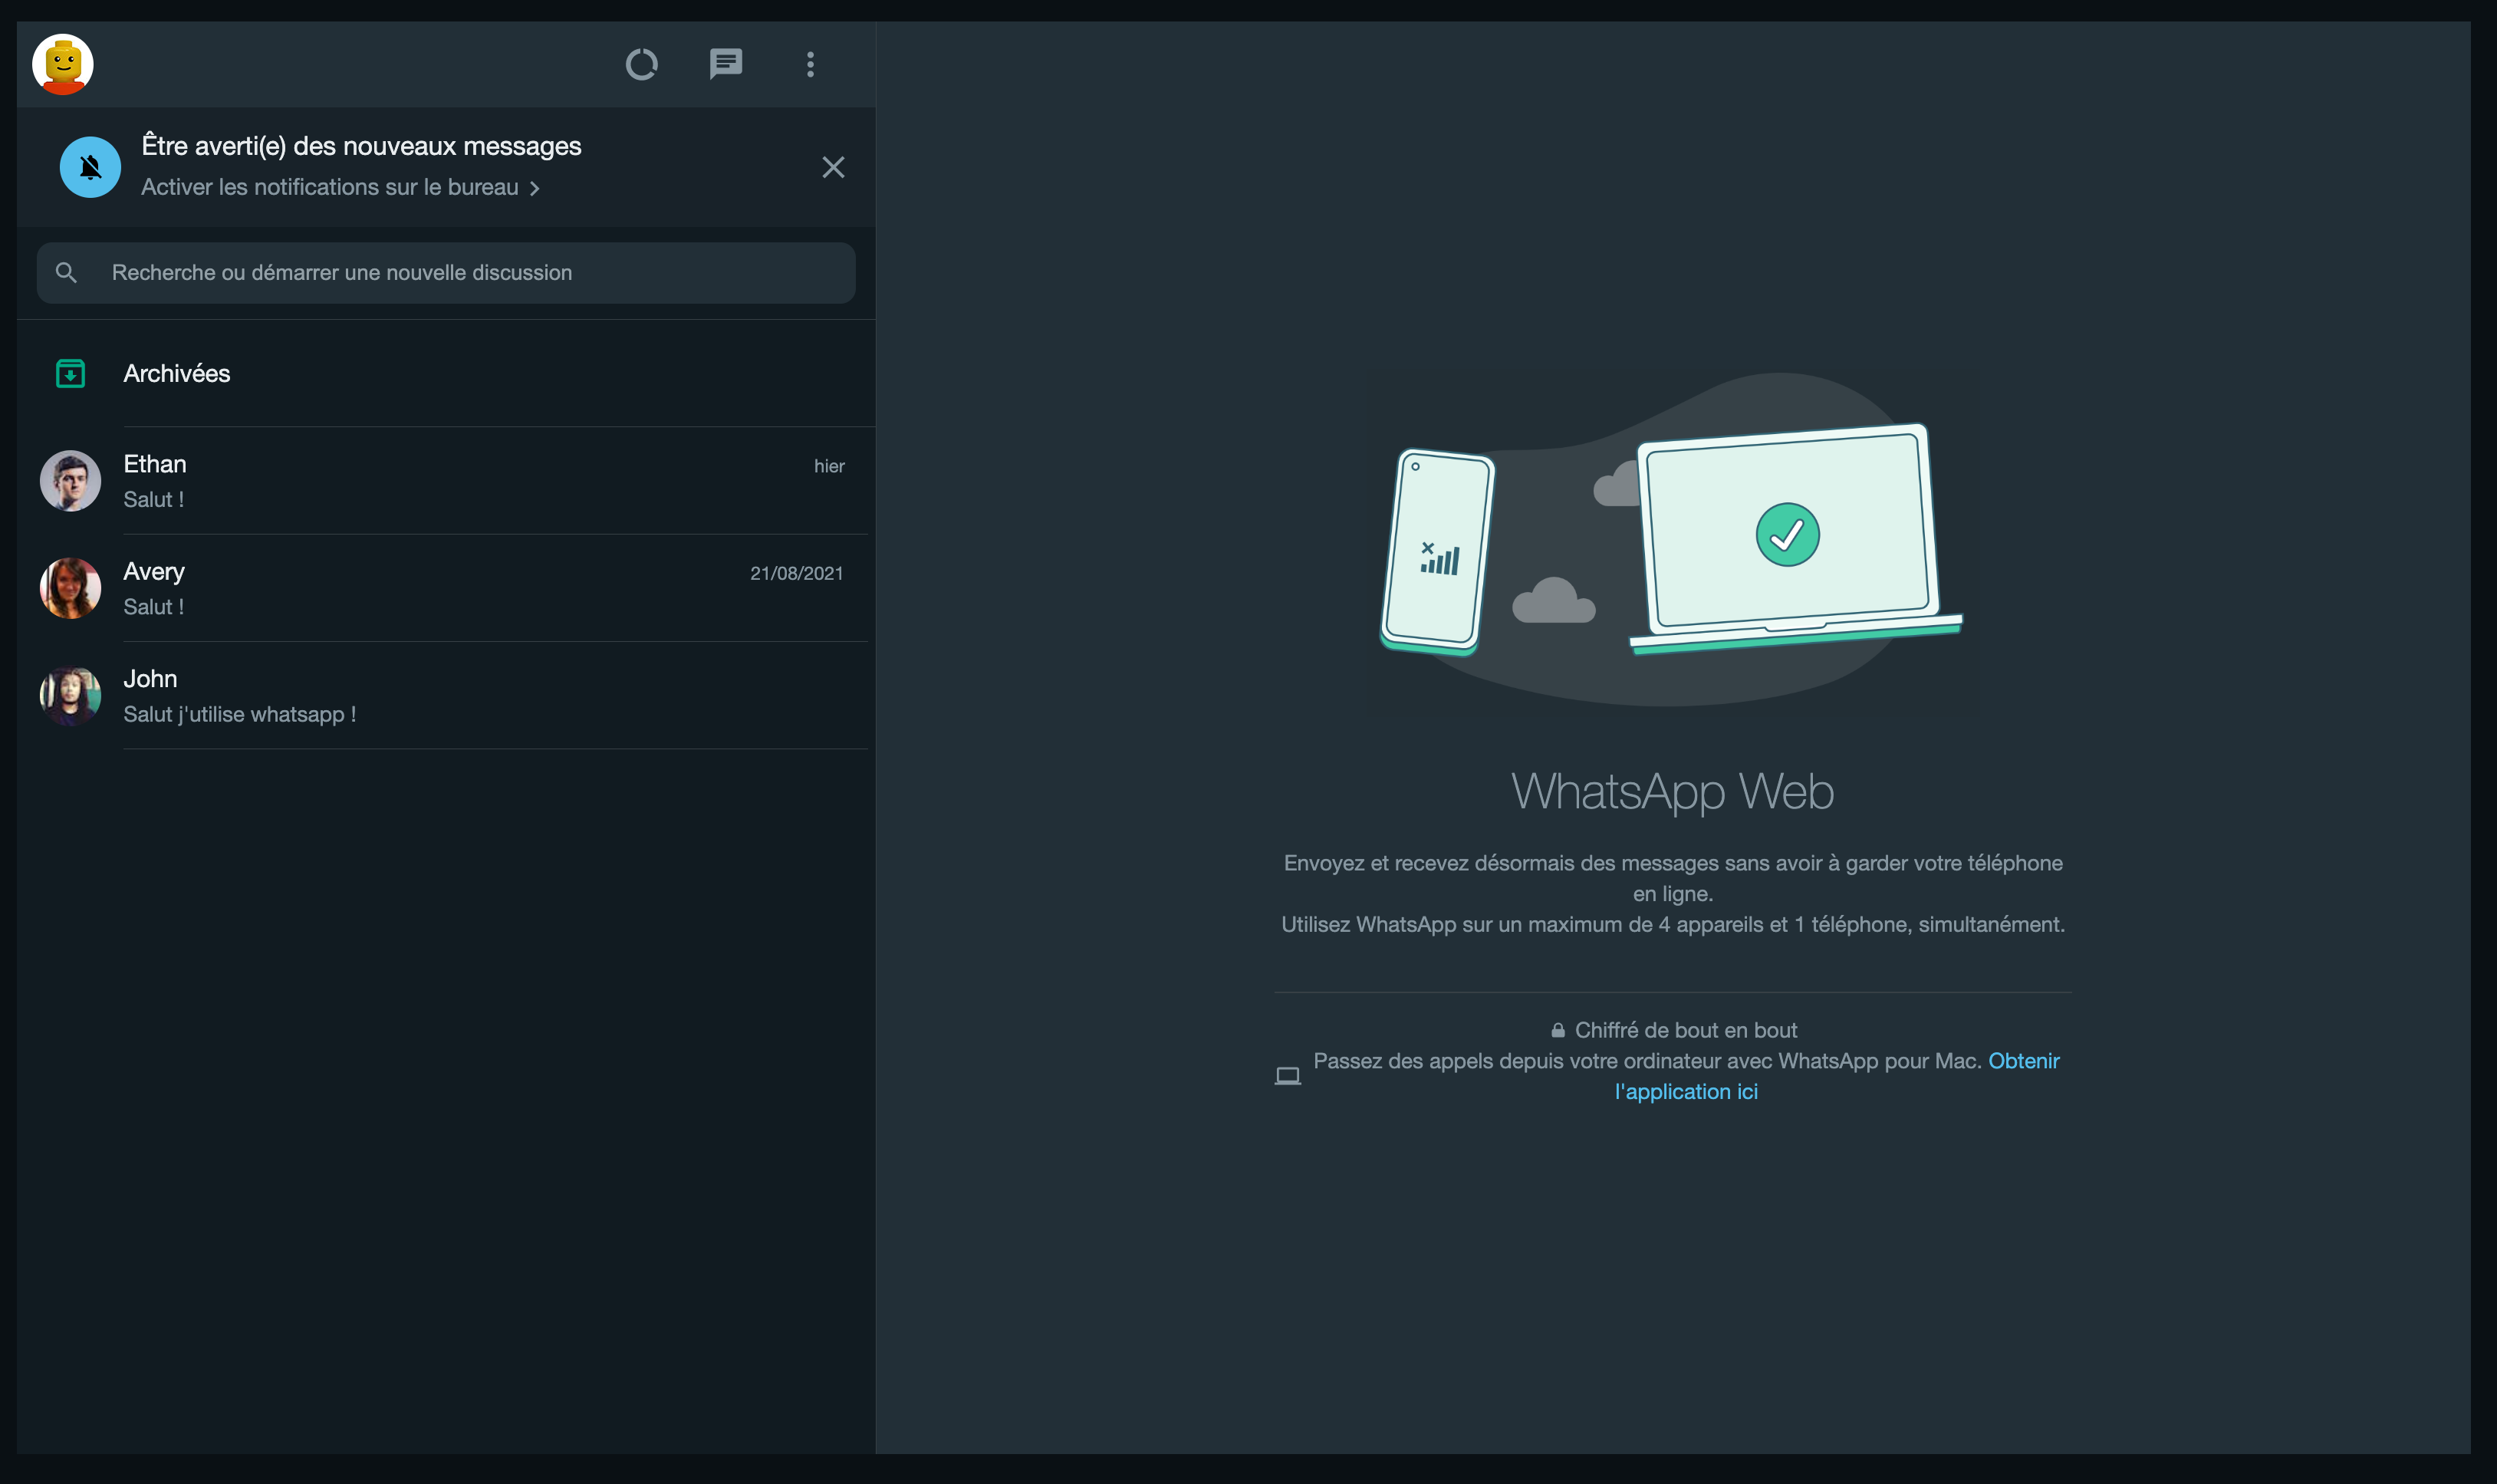 Être averti(e) des nouveaux messages
Activer les notifications sur le bureau
Recherche ou démarrer une nouvelle discussion
Archivées
Ethan
hier
Salut !
Avery
21/08/2021
Salut !
John
Salut j'utilise whatsapp !
WhatsApp Web
Envoyez et recevez désormais des messages sans avoir à garder votre téléphone
en ligne.
Utilisez WhatsApp sur un maximum de 4 appareils et 1 téléphone, simultanément.
Chiffré de bout en bout
Passez des appels depuis votre ordinateur avec WhatsApp pour Mac. Obtenir
l'application ici